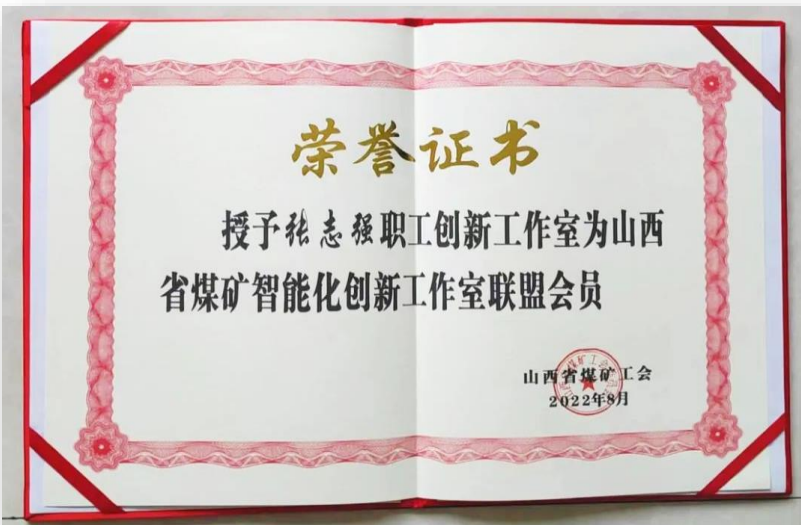 荣誉证书
授予张志强职工创新工作室为山西
省煤矿智能化创新工作室联盟会员
山西省煤矿工会
2022年8月